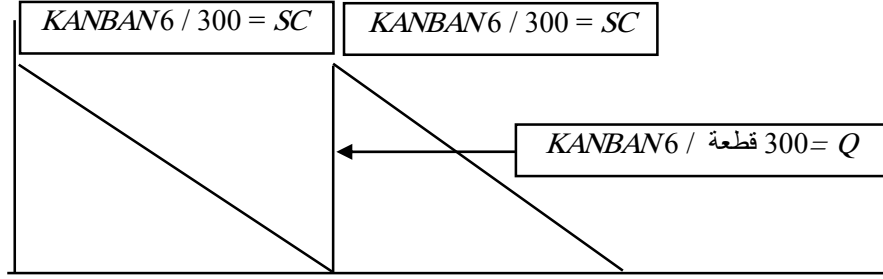 KANBAN6 / 300 = SC
KANBAN6 / 300 = SC
KANBAN6 / قطعة 300= Q